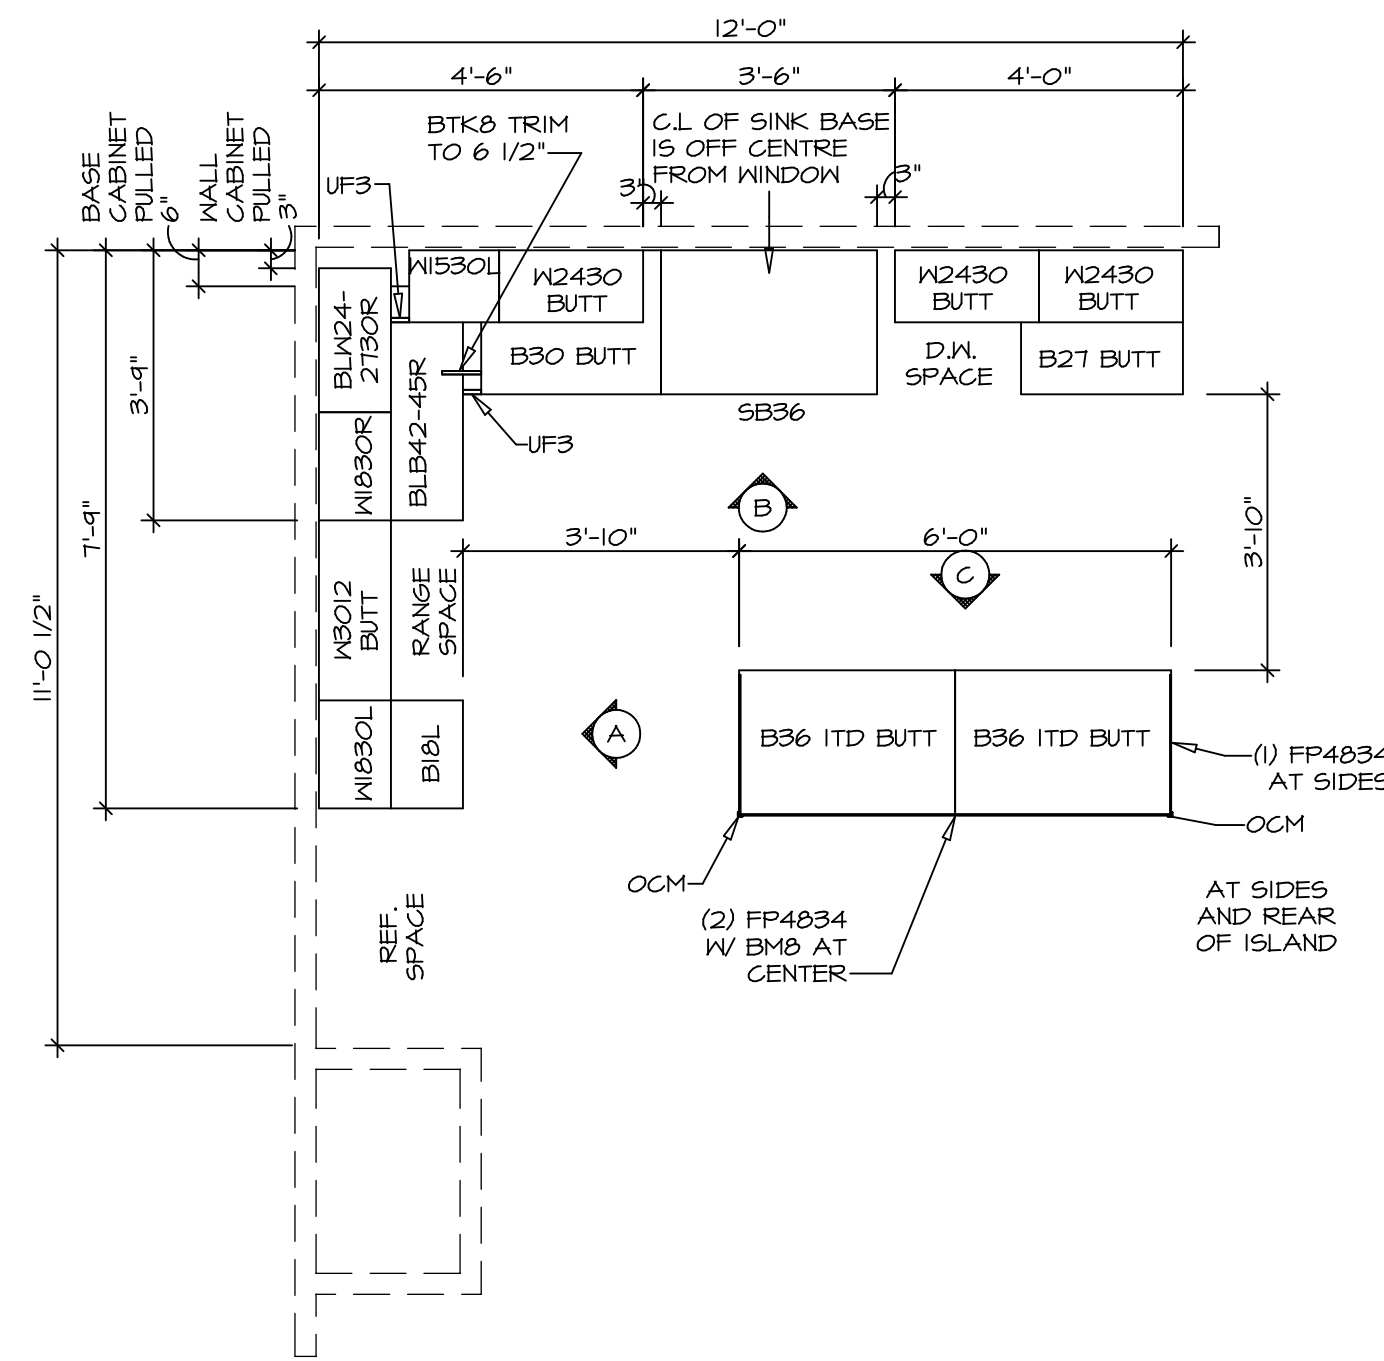 12'-0"
4'-6"
3'-6"
4'-0"
BTK8 TRIM
TO 6 1/2"
C.L OF SINK BASE
IS OFF CENTRE
FROM WINDOW
3"
3"
UF3
BASE
CABINET
PULLED
6"
WALL
CABINET
PULLED
3"
W1530L
W2430
BUTT
W2430
BUTT
W2430
BUTT
BLW24-
2730R
B30 BUTT
D.W.
SPACE
B27 BUTT
SB36
UF3
BLB42-45R
W1830R
3'-9"
7'-9"
11'-0 1/2"
B
3'-10"
6'-0"
C
3'-10"
W3012
BUTT
RANGE
SPACE
A
W1830L
B18L
B36 1TD BUTT
B36 1TD BUTT
(1) FP4834
AT SIDES
OCM
OCM
(2) FP4834
W/ BM8 AT
CENTER
AT SIDES
AND REAR
OF ISLAND
REF.
SPACE